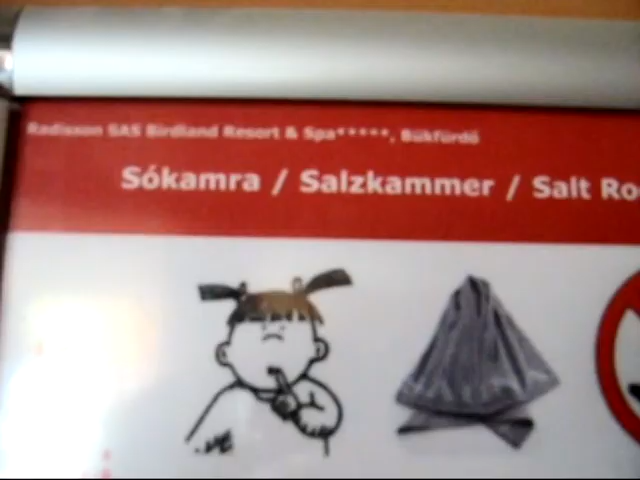 Radisson SAS Birdland Resort & Spa*****, Bükfürdő
Sókamra / Salzkammer / Salt Ro